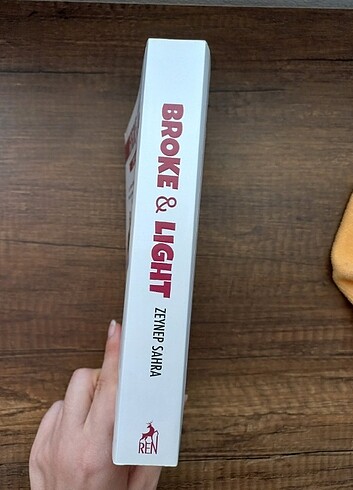 BROKE & LIGHT
ZEYNEP SAHRA
REN